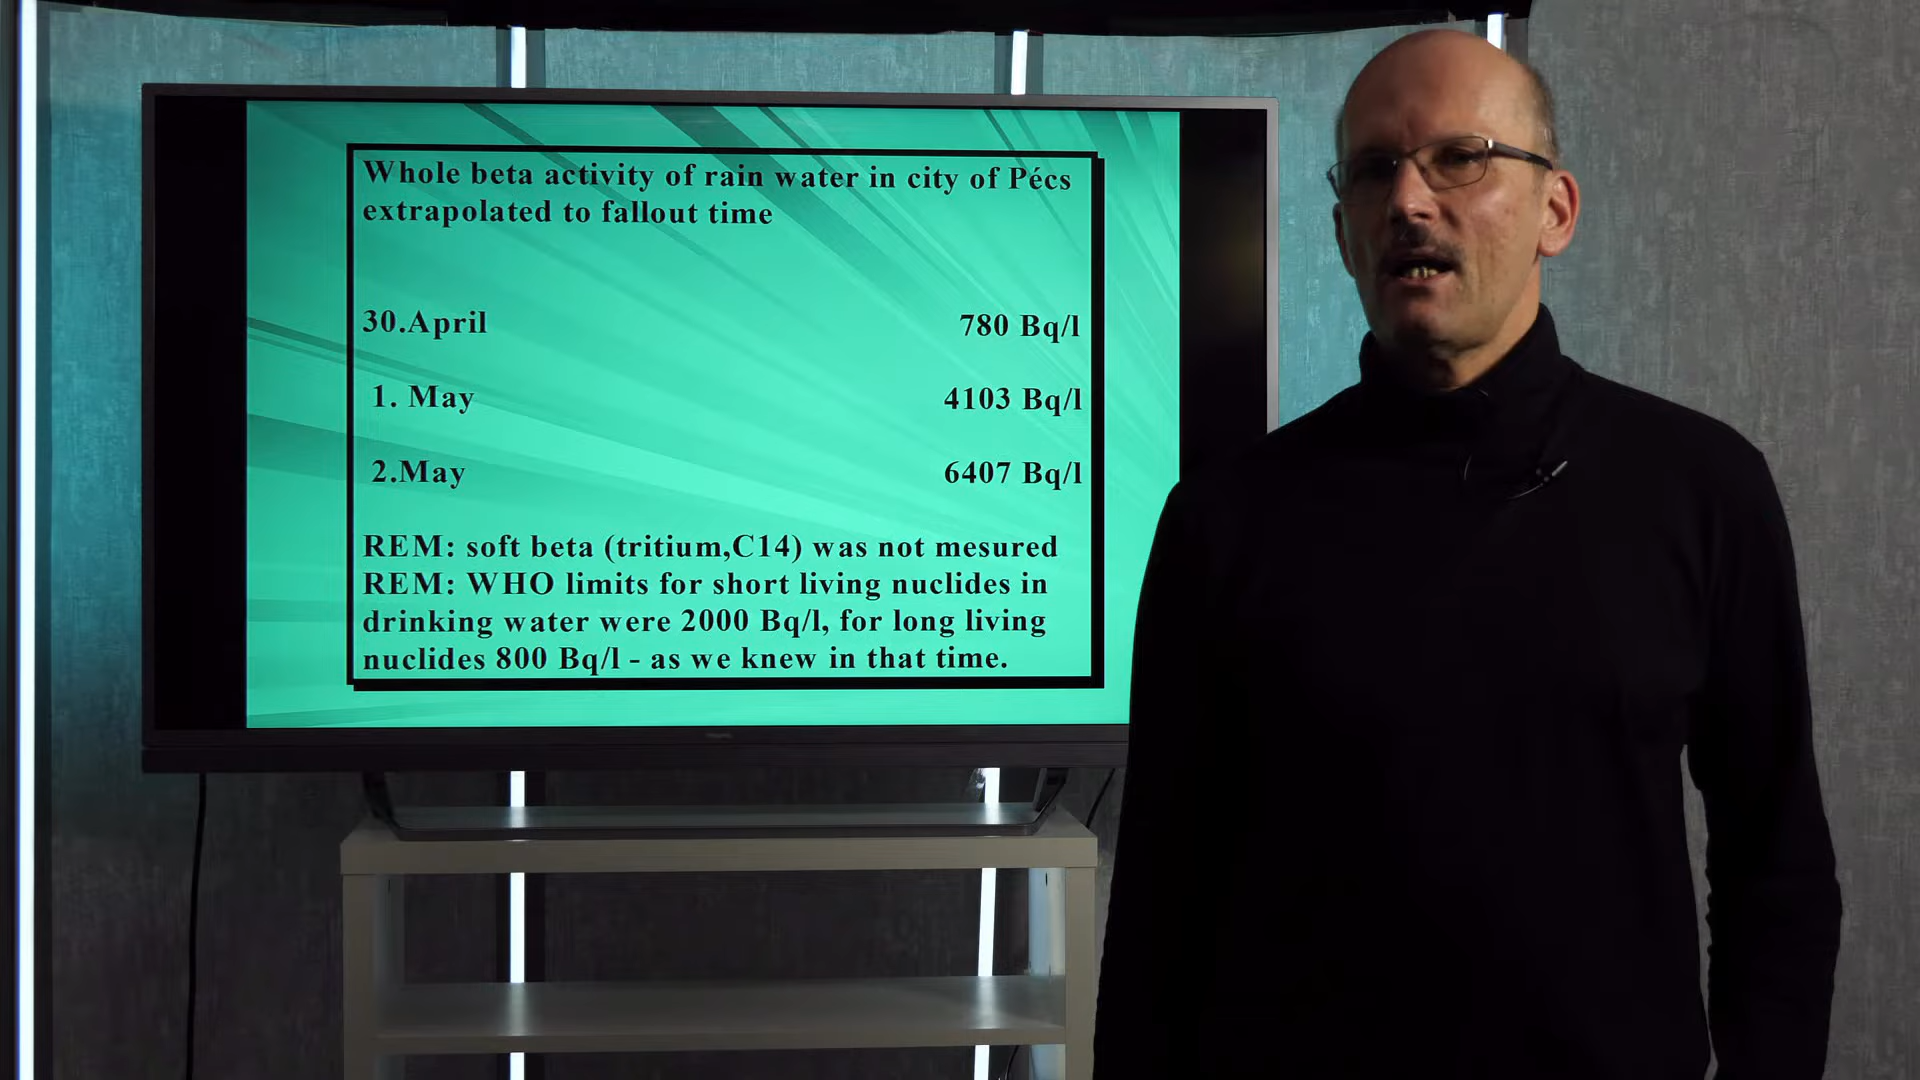 Whole beta activity of rain water in city of Pécs
extrapolated to fallout time
30.April 780 Bq/l
1. May 4103 Bq/l
2.May 6407 Bq/l
REM: soft beta (tritium,C14) was not mesured
REM: WHO limits for short living nuclides in
drinking water were 2000 Bq/l, for long living
nuclides 800 Bq/l - as we knew in that time.